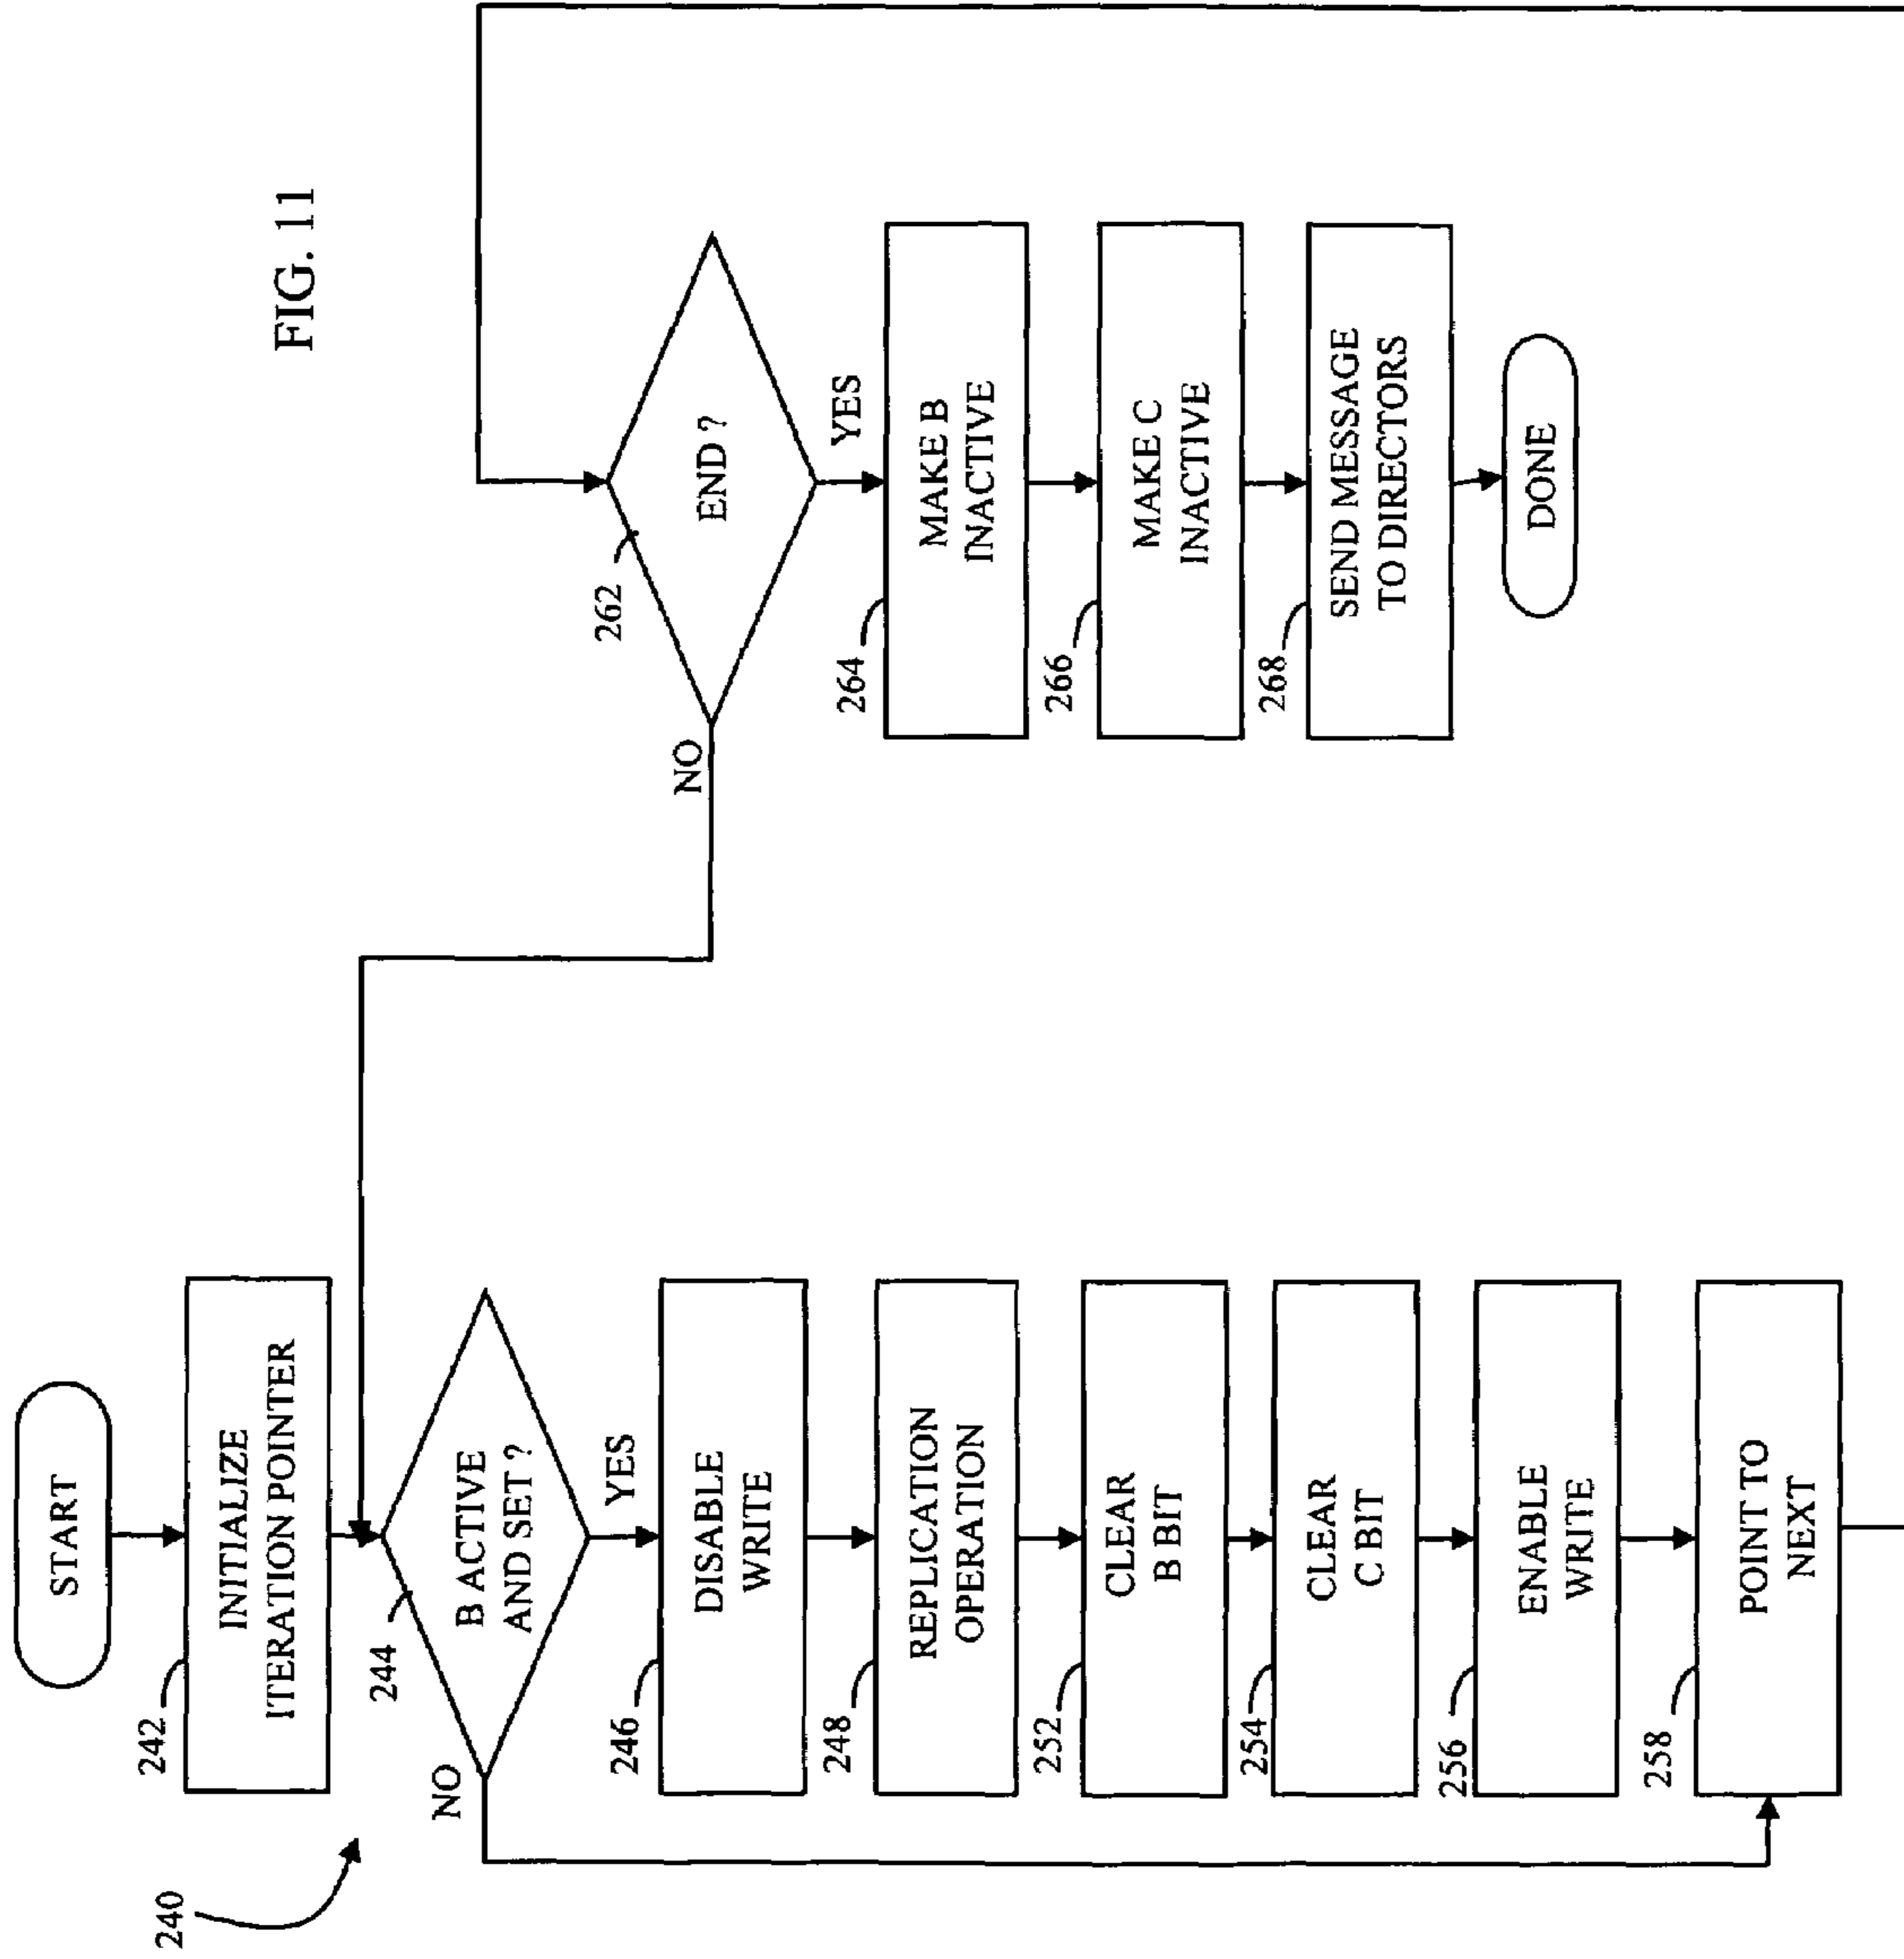 FIG. 11
240
START
242
INITIALIZE
ITERATION POINTER
244
B ACTIVE
AND SET ?
NO
YES
246
DISABLE
WRITE
248
REPLICATION
OPERATION
252
CLEAR
B BIT
254
CLEAR
C BIT
256
ENABLE
WRITE
258
POINT TO
NEXT
262
END ?
NO
YES
264
MAKE B
INACTIVE
266
MAKE C
INACTIVE
268
SEND MESSAGE
TO DIRECTORS
DONE